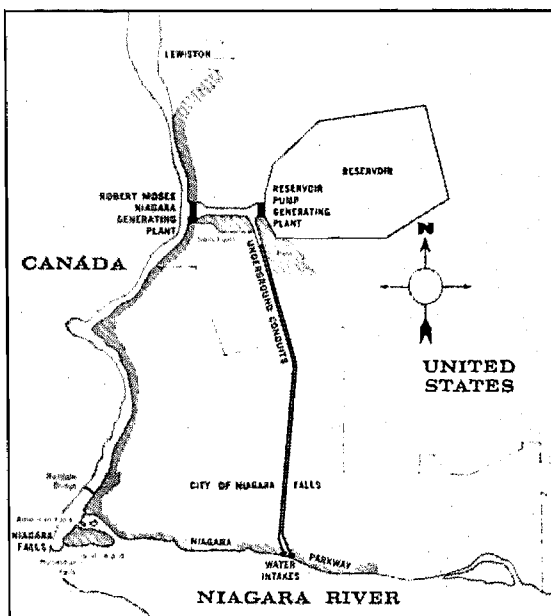 LEWISTON
RESERVOIR
ROBERT MOSES
NIAGARA
GENERATING
PLANT
RESERVOIR
PUMP
GENERATING
PLANT
N
CANÁDA
UNDERGROUND CONDUITS
UNITED
STATES
CITY OF NIAGARA FALLS
NIAGARA
FALLS
NIAGARA PARKWAY
WATER
INTAKES
NIAGARA RIVER